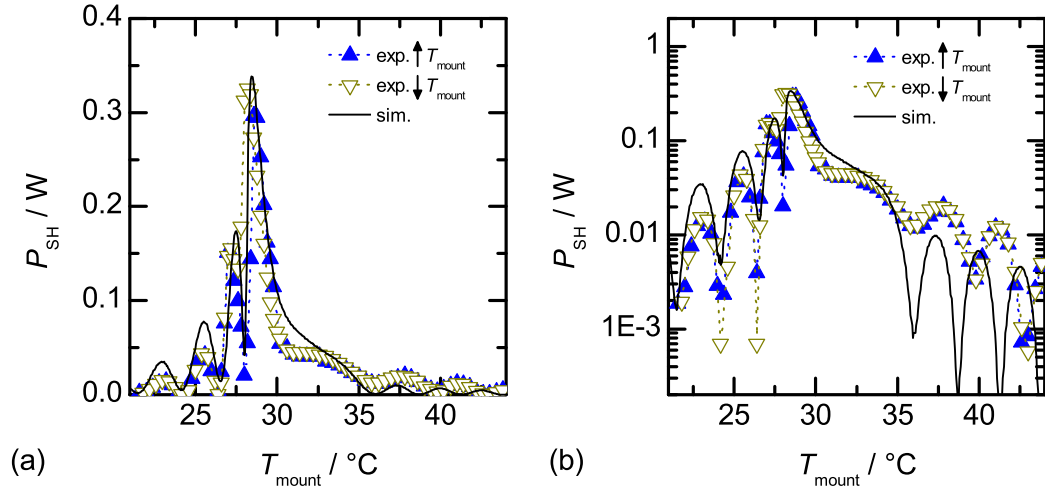 0.4
0.3
0.2
0.1
0.0
P_SH / W
exp. ↑ T_mount
exp. ↓ T_mount
sim.
25 30 35 40
T_mount / °C
(a)
1
0.1
0.01
1E-3
P_SH / W
exp. ↑ T_mount
exp. ↓ T_mount
sim.
25 30 35 40
T_mount / °C
(b)